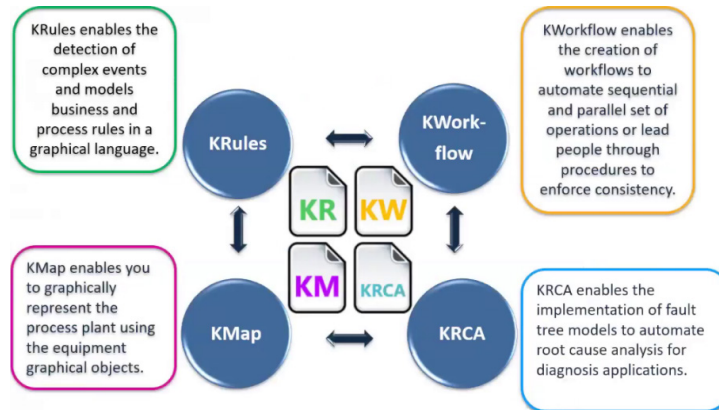 KRules enables the
detection of
complex events
and models
business and
process rules in a
graphical language.
KWorkflow enables
the creation of
workflows to
automate sequential
and parallel set of
operations or lead
people through
procedures to
enforce consistency.
KRules
KWork-
flow
KR
KW
KM
KRCA
KMap enables you
to graphically
represent the
process plant using
the equipment
graphical objects.
KMap
KRCA
KRCA enables the
implementation of fault
tree models to automate
root cause analysis for
diagnosis applications.